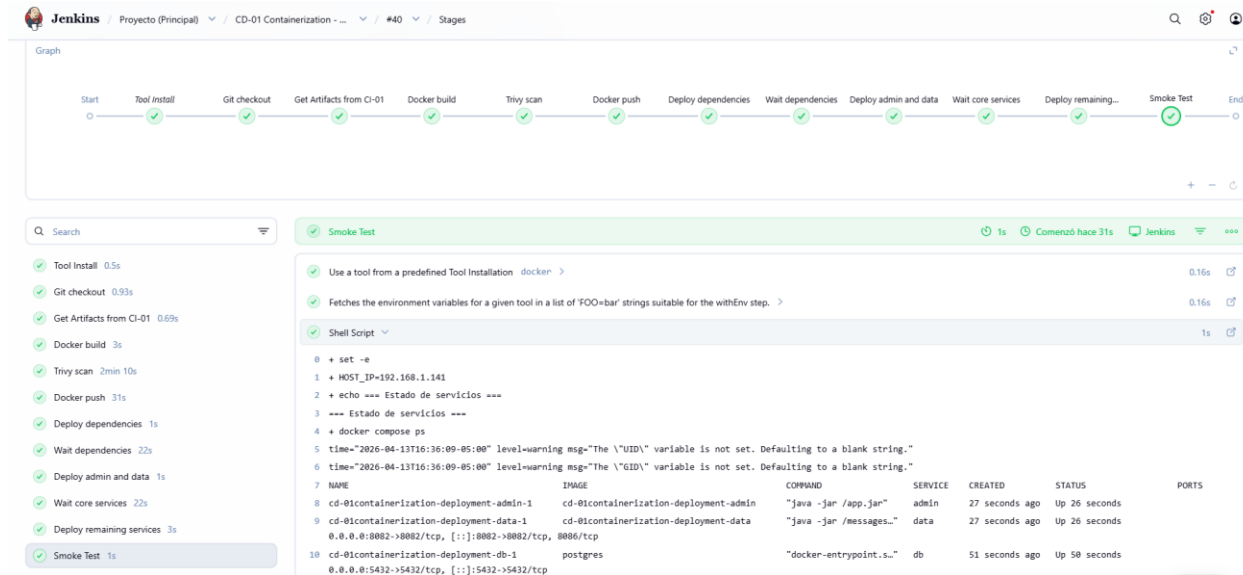 Jenkins / Proyecto (Principal) / CD-01 Containerization - ... / #40 / Stages
Graph
Start Tool Install Git checkout Get Artifacts from CI-01 Docker build Trivy scan Docker push Deploy dependencies Wait dependencies Deploy admin and data Wait core services Deploy remaining... Smoke Test End
Search
Tool Install 0.5s
Git checkout 0.93s
Get Artifacts from CI-01 0.69s
Docker build 3s
Trivy scan 2min 10s
Docker push 31s
Deploy dependencies 1s
Wait dependencies 22s
Deploy admin and data 1s
Wait core services 22s
Deploy remaining services 3s
Smoke Test 1s
Smoke Test 1s Comenzó hace 31s Jenkins
Use a tool from a predefined Tool Installation docker > 0.16s
Fetches the environment variables for a given tool in a list of 'FOO=bar' strings suitable for the withEnv step. > 0.16s
Shell Script 1s
0 + set -e
1 + HOST_IP=192.168.1.141
2 + echo === Estado de servicios ===
3 === Estado de servicios ===
4 + docker compose ps
5 time="2026-04-13T16:36:09-05:00" level=warning msg="The \"UID\" variable is not set. Defaulting to a blank string."
6 time="2026-04-13T16:36:09-05:00" level=warning msg="The \"GID\" variable is not set. Defaulting to a blank string."
7 NAME IMAGE COMMAND SERVICE CREATED STATUS PORTS
8 cd-01containerization-deployment-admin-1 cd-01containerization-deployment-admin "java -jar /app.jar" admin 27 seconds ago Up 26 seconds
9 cd-01containerization-deployment-data-1 cd-01containerization-deployment-data "java -jar /messages…" data 27 seconds ago Up 26 seconds
0.0.0.0:8082->8082/tcp, [::]:8082->8082/tcp, 8086/tcp
10 cd-01containerization-deployment-db-1 postgres "docker-entrypoint.s…" db 51 seconds ago Up 50 seconds
0.0.0.0:5432->5432/tcp, [::]:5432->5432/tcp